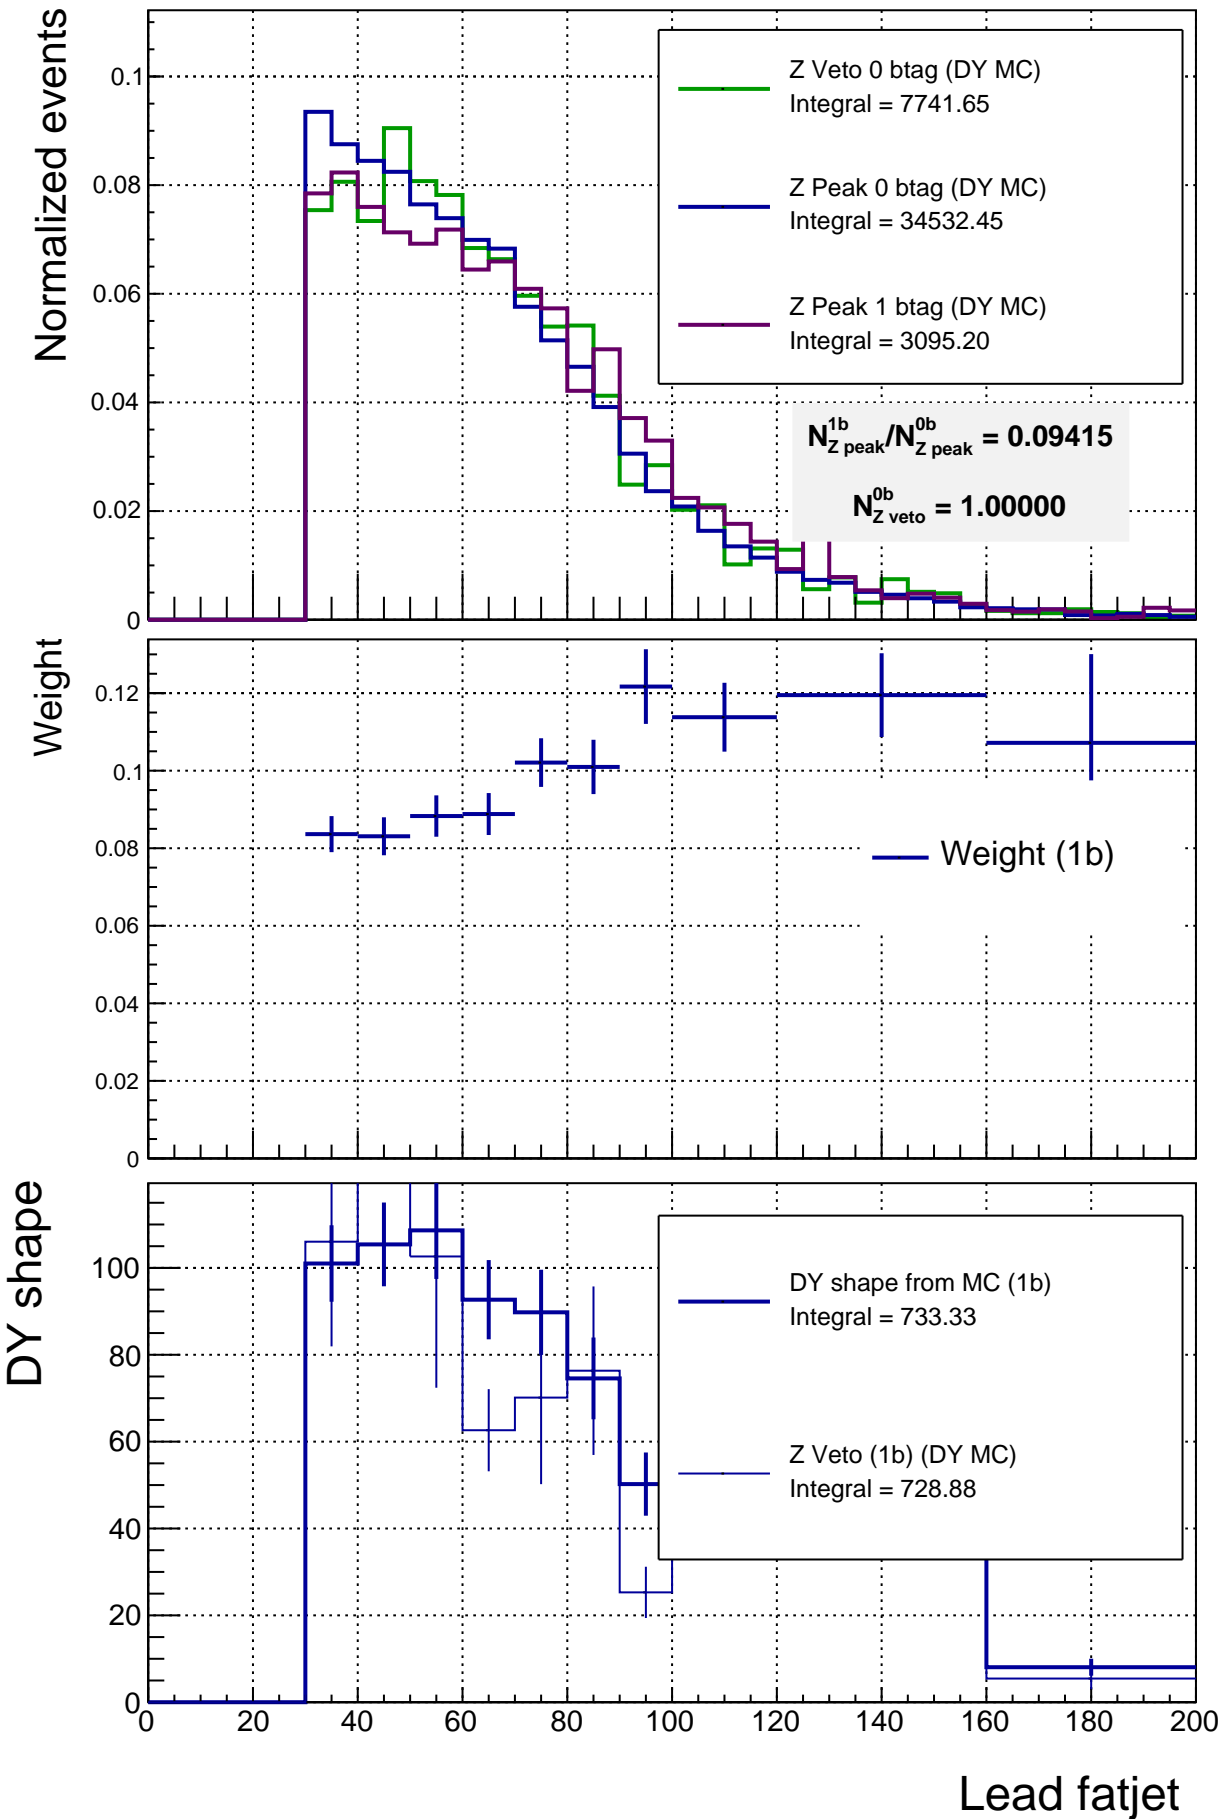 Normalized events
0.1
0.08
0.06
0.04
0.02
0
Z Veto 0 btag (DY MC)
Integral = 7741.65
Z Peak 0 btag (DY MC)
Integral = 34532.45
Z Peak 1 btag (DY MC)
Integral = 3095.20
N^{1b}_{Z peak}/N^{0b}_{Z peak} = 0.09415
N^{0b}_{Z veto} = 1.00000
Weight
0.12
0.1
0.08
0.06
0.04
0.02
0
Weight (1b)
DY shape
100
80
60
40
20
0
DY shape from MC (1b)
Integral = 733.33
Z Veto (1b) (DY MC)
Integral = 728.88
0 20 40 60 80 100 120 140 160 180 200
Lead fatjet